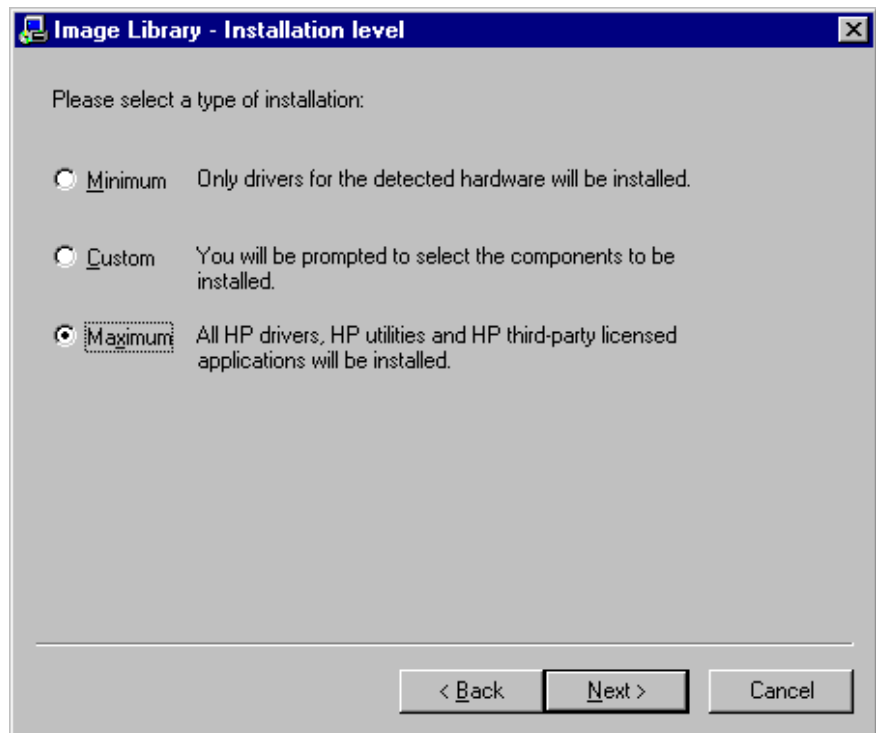 Image Library - Installation level
Please select a type of installation:
Minimum Only drivers for the detected hardware will be installed.
Custom You will be prompted to select the components to be
installed.
Maximum All HP drivers, HP utilities and HP third-party licensed
applications will be installed.
< Back Next > Cancel